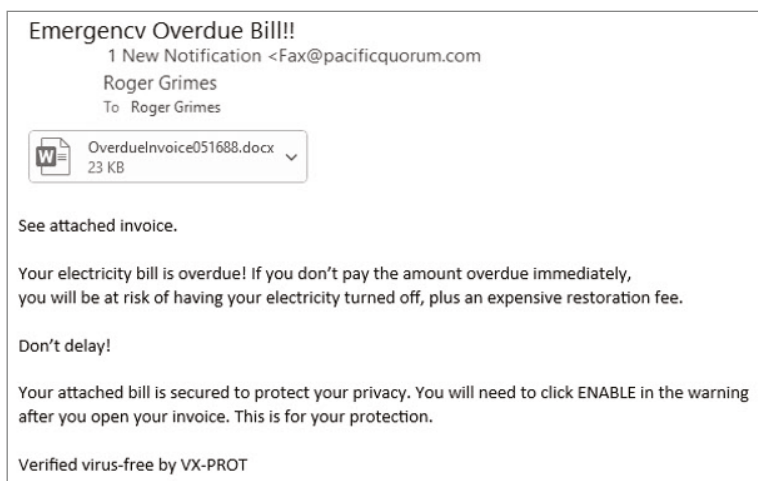 Emergencv Overdue Bill!!
1 New Notification <Fax@pacificquorum.com
Roger Grimes
To Roger Grimes
W
OverdueInvoice051688.docx
23 KB
See attached invoice.
Your electricity bill is overdue! If you don't pay the amount overdue immediately,
you will be at risk of having your electricity turned off, plus an expensive restoration fee.
Don't delay!
Your attached bill is secured to protect your privacy. You will need to click ENABLE in the warning
after you open your invoice. This is for your protection.
Verified virus-free by VX-PROT